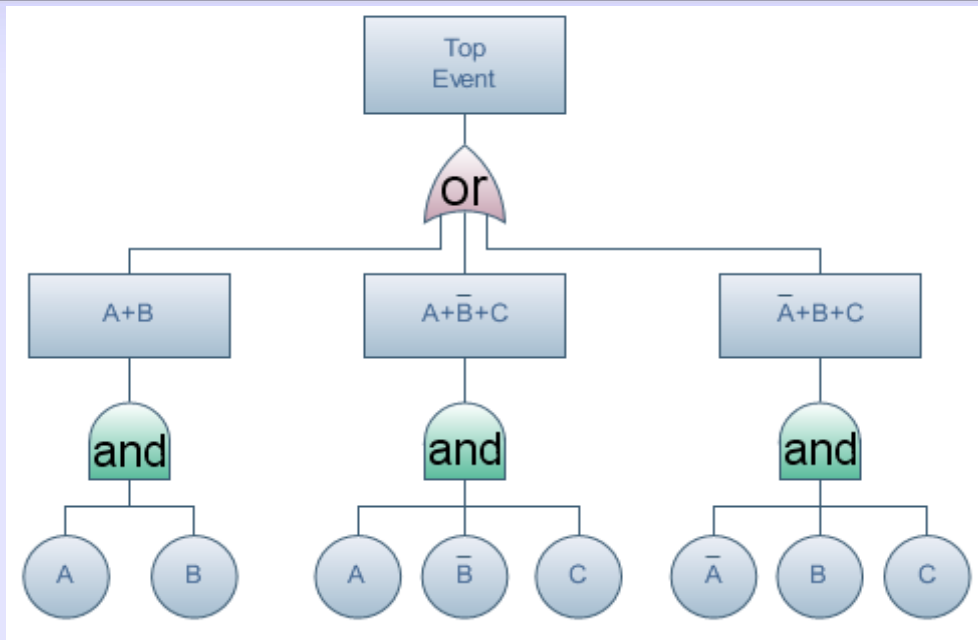 Top
Event
or
A+B
A+B̅+C
A̅+B+C
and
and
and
A
B
A
B̅
C
A̅
B
C